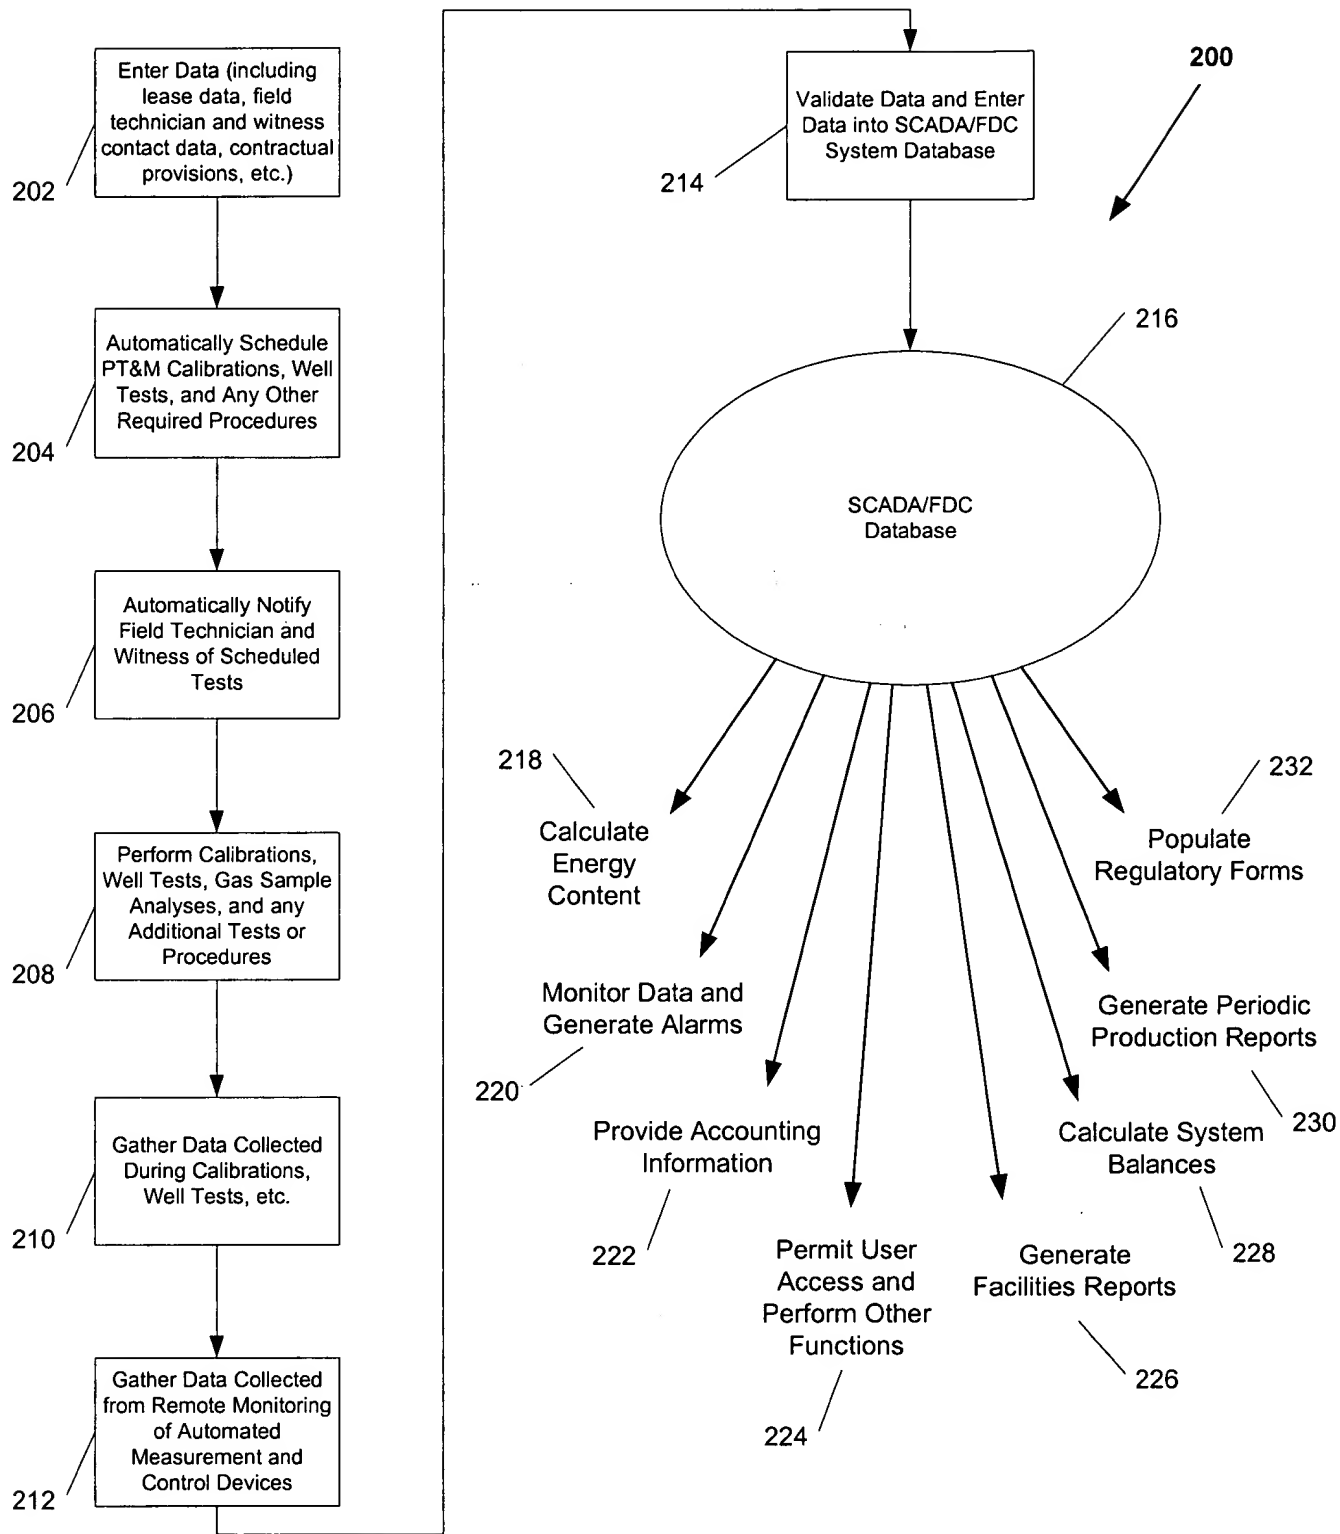 Enter Data (including
lease data, field
technician and witness
contact data, contractual
provisions, etc.)
202
Automatically Schedule
PT&M Calibrations, Well
Tests, and Any Other
Required Procedures
204
Automatically Notify
Field Technician and
Witness of Scheduled
Tests
206
Perform Calibrations,
Well Tests, Gas Sample
Analyses, and any
Additional Tests or
Procedures
208
Gather Data Collected
During Calibrations,
Well Tests, etc.
210
Gather Data Collected
from Remote Monitoring
of Automated
Measurement and
Control Devices
212
200
Validate Data and Enter
Data into SCADA/FDC
System Database
214
216
SCADA/FDC
Database
218
Calculate
Energy
Content
Monitor Data and
Generate Alarms
220
Provide Accounting
Information
222
Permit User
Access and
Perform Other
Functions
224
Generate
Facilities Reports
226
Calculate System
Balances
228
Generate Periodic
Production Reports
230
232
Populate
Regulatory Forms